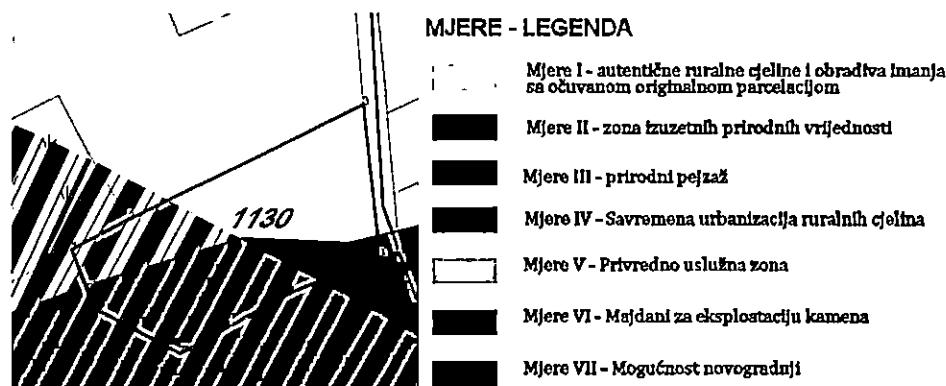 MJERE - LEGENDA
Mjere I - autentične ruralne cjeline i obradiva imanja
sa očuvanom originalnom parcelacijom
Mjere II - zona izuzetnih prirodnih vrijednosti
Mjere III - prirodni pejzaž
Mjere IV - Savremena urbanizacija ruralnih cjelina
Mjere V - Privredno uslužna zona
Mjere VI - Majdani za eksplostaciju kamena
Mjere VII - Mogućnost novogradnji
1130